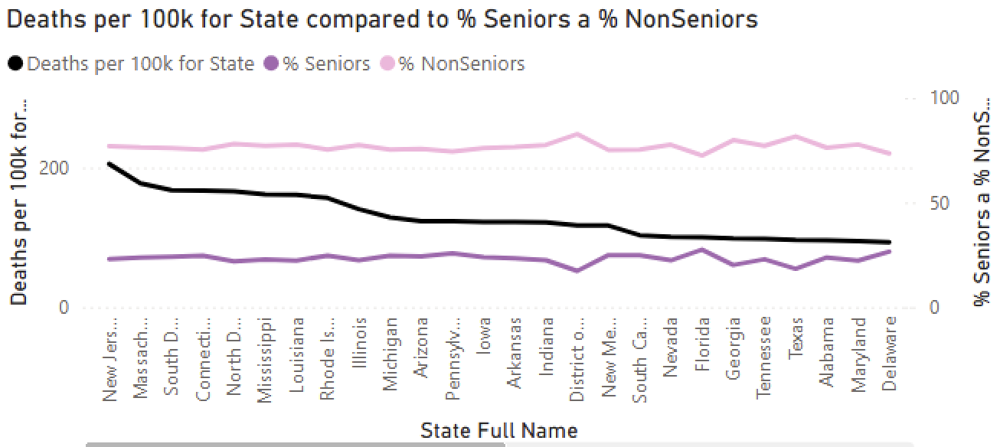 Deaths per 100k for State compared to % Seniors a % NonSeniors
Deaths per 100k for State % Seniors % NonSeniors
Deaths per 100k for...
200
0
100
50
0
% Seniors a % NonS...
New Jers...
Massach...
South D...
Connecti...
North D...
Mississippi
Louisiana
Rhode Is...
Illinois
Michigan
Arizona
Pennsylv...
Iowa
Arkansas
Indiana
District o...
New Me...
South Ca...
Nevada
Florida
Georgia
Tennessee
Texas
Alabama
Maryland
Delaware
State Full Name